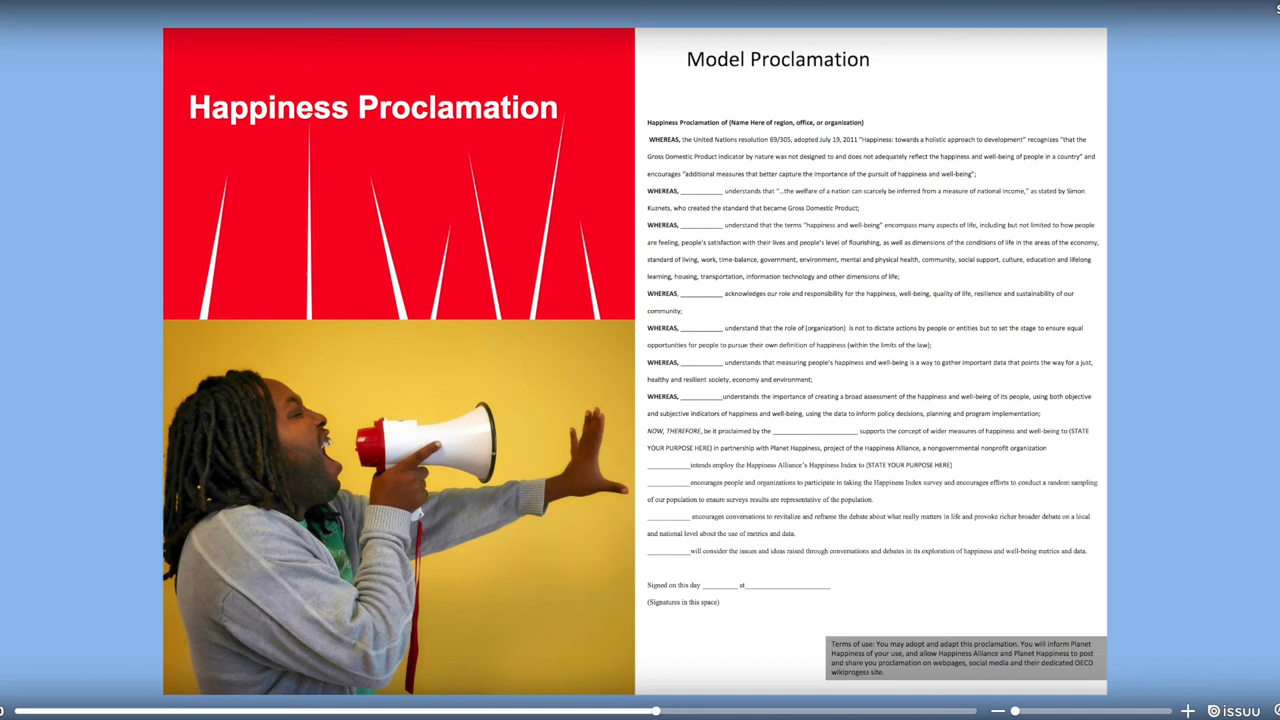 Happiness Proclamation
Model Proclamation
Happiness Proclamation of (Name Here of region, office, or organization)
WHEREAS, the United Nations resolution 69/305, adopted July 19, 2011 "Happiness: towards a holistic approach to development" recognizes "that the
Gross Domestic Product indicator by nature was not designed to and does not adequately reflect the happiness and well-being of people in a country" and
encourages "additional measures that better capture the importance of the pursuit of happiness and well-being";
WHEREAS, ____________ understands that "...the welfare of a nation can scarcely be inferred from a measure of national income," as stated by Simon
Kuznets, who created the standard that became Gross Domestic Product;
WHEREAS, ____________ understand that the terms "happiness and well-being" encompass many aspects of life, including but not limited to how people
are feeling, people's satisfaction with their lives and people's level of flourishing, as well as dimensions of the conditions of life in the areas of the economy,
standard of living, work, time-balance, government, environment, mental and physical health, community, social support, culture, education and lifelong
learning, housing, transportation, information technology and other dimensions of life;
WHEREAS. ____________ acknowledges our role and responsibility for the happiness, well-being, quality of life, resilience and sustainability of our
community;
WHEREAS, ____________ understand that the role of (organization) is not to dictate actions by people or entities but to set the stage to ensure equal
opportunities for people to pursue their own definition of happiness (within the limits of the law);
WHEREAS, ____________ understands that measuring people's happiness and well-being is a way to gather important data that points the way for a just,
healthy and resilient society, economy and environment;
WHEREAS, ____________understands the importance of creating a broad assessment of the happiness and well-being of its people, using both objective
and subjective indicators of happiness and well-being, using the data to inform policy decisions, planning and program implementation;
NOW, THEREFORE, be it proclaimed by the ________________________ supports the concept of wider measures of happiness and well-being to (STATE
YOUR PURPOSE HERE) in partnership with Planet Happiness, project of the Happiness Alliance, a nongovernmental nonprofit organization
____________intends employ the Happiness Alliance's Happiness Index to (STATE YOUR PURPOSE HERE)
____________encourages people and organizations to participate in taking the Happiness Index survey and encourages efforts to conduct a random sampling
of our population to ensure surveys results are representative of the population.
____________ encourages conversations to revitalize and reframe the debate about what really matters in life and provoke richer broader debate on a local
and national level about the use of metrics and data.
____________will consider the issues and ideas raised through conversations and debates in its exploration of happiness and well-being metrics and data.
Signed on this day __________ at________________________
(Signatures in this space)
Terms of use: You may adopt and adapt this proclamation. You will inform Planet
Happiness of your use, and allow Happiness Alliance and Planet Happiness to post
and share you proclamation on webpages, social media and their dedicated OECD
wikiprogess site.
issuu